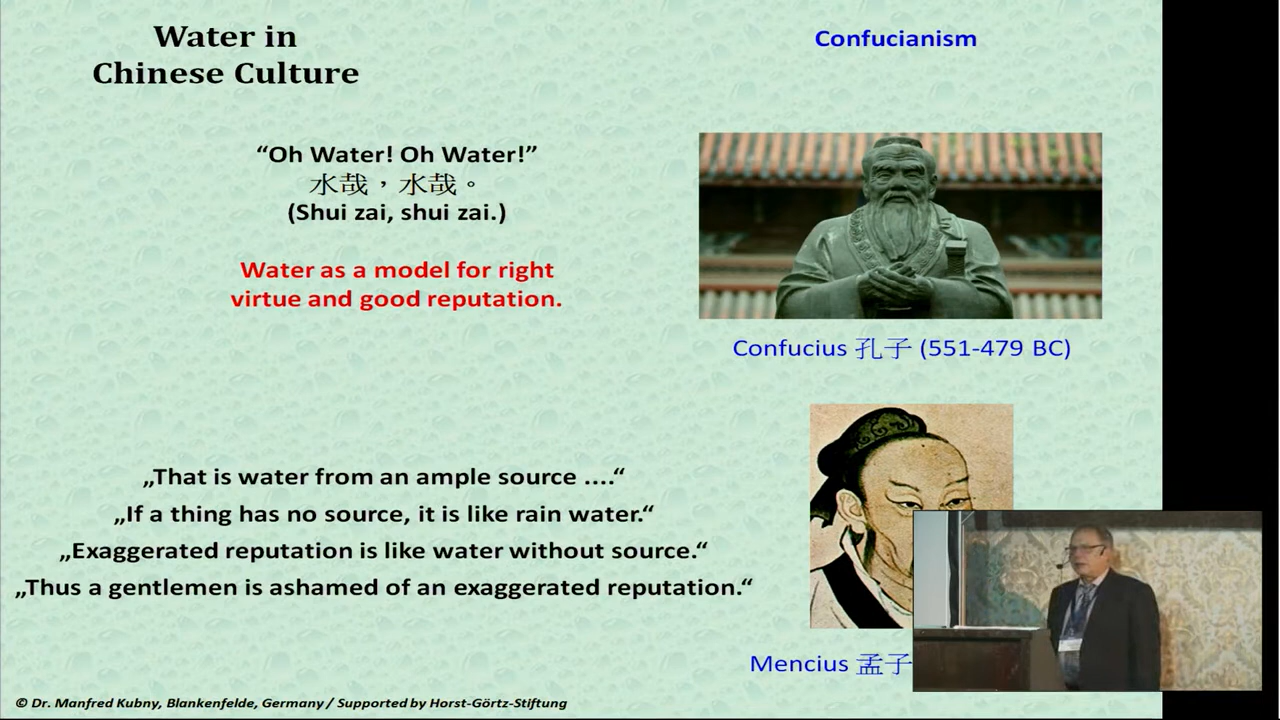 Water in
Chinese Culture
Confucianism
“Oh Water! Oh Water!”
水哉，水哉。
(Shui zai, shui zai.)
Water as a model for right
virtue and good reputation.
Confucius 孔子 (551-479 BC)
„That is water from an ample source ....“
„If a thing has no source, it is like rain water.“
„Exaggerated reputation is like water without source.“
„Thus a gentlemen is ashamed of an exaggerated reputation.“
Mencius 孟子
© Dr. Manfred Kubny, Blankenfelde, Germany / Supported by Horst-Görtz-Stiftung